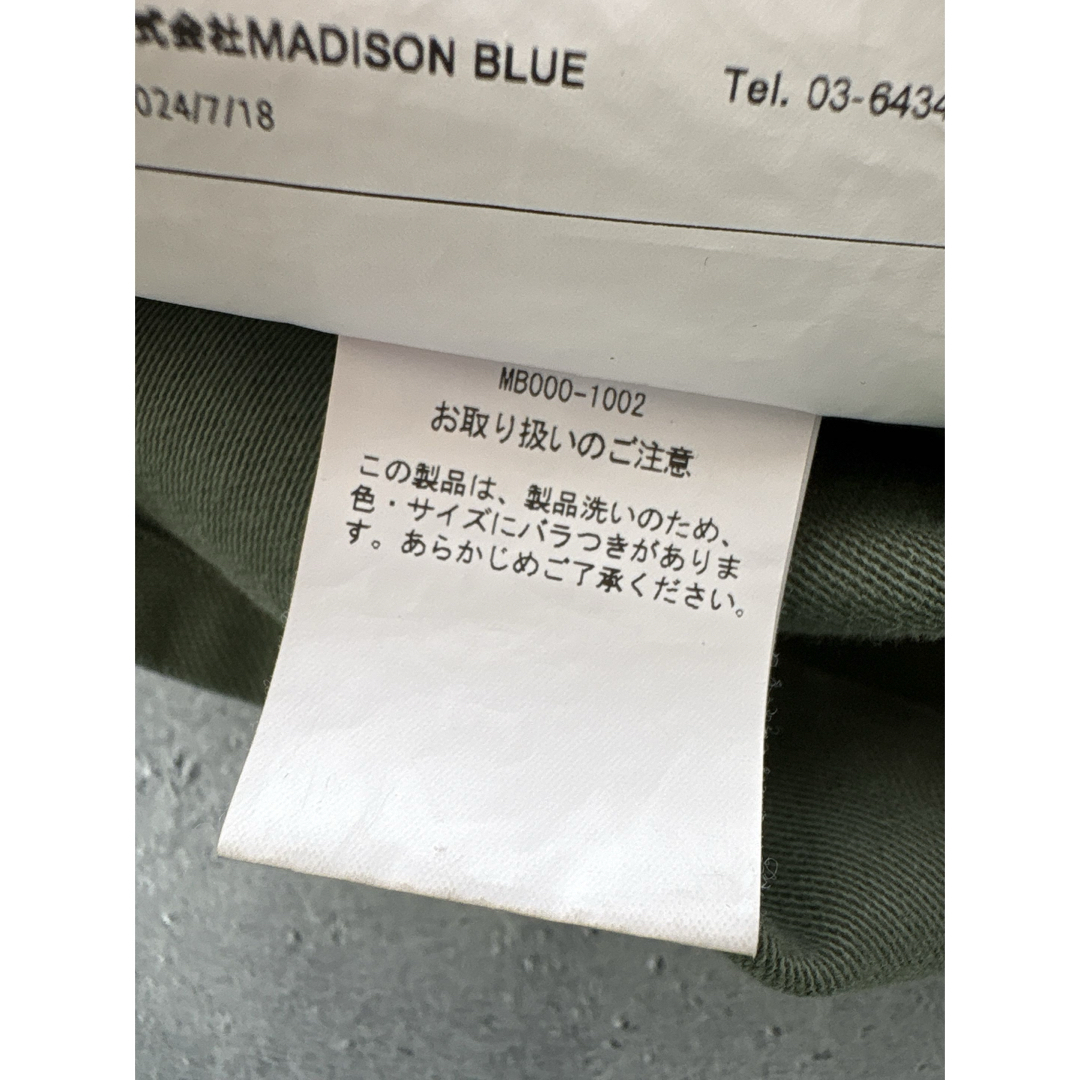 式会社MADISON BLUE
Tel. 03-6434
024/7/18
MB000-1002
お取り扱いのご注意
この製品は、製品洗いのため、
色・サイズにバラつきがありま
す。あらかじめご了承ください。